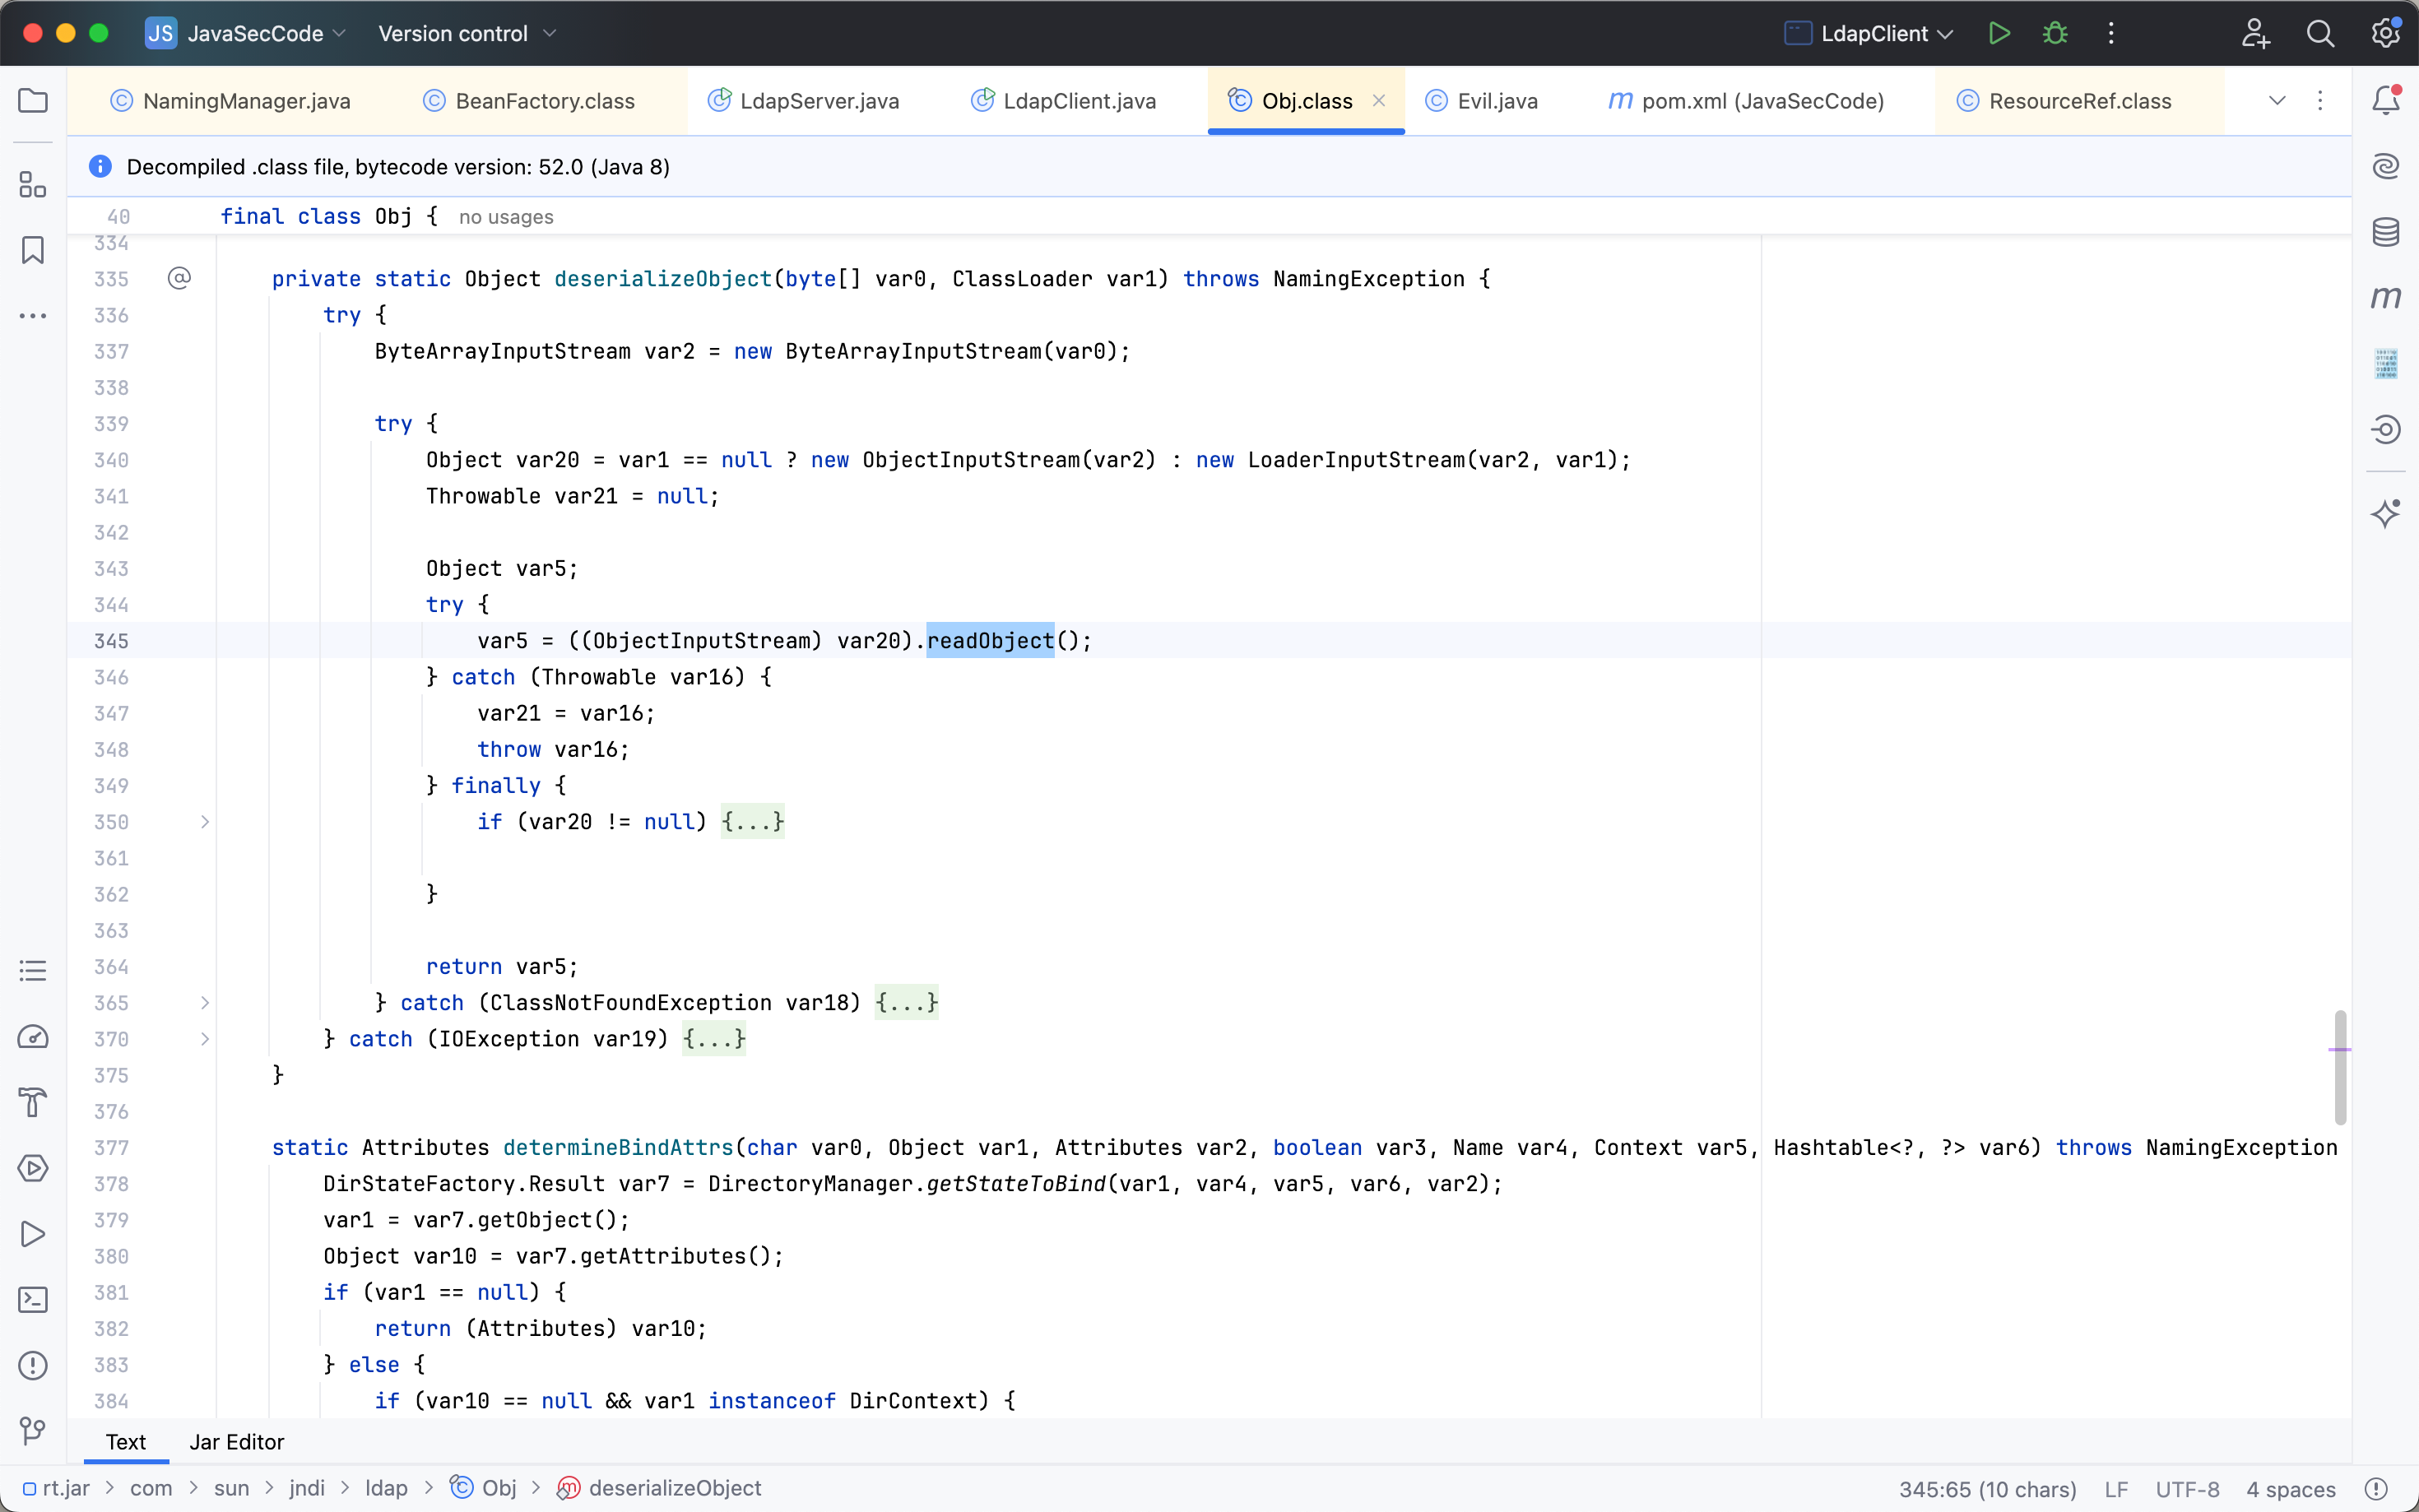 JS JavaSecCode Version control LdapClient
NamingManager.java BeanFactory.class LdapServer.java LdapClient.java Obj.class Evil.java m pom.xml (JavaSecCode) ResourceRef.class
Decompiled .class file, bytecode version: 52.0 (Java 8)
40 final class Obj { no usages
334
335 @ private static Object deserializeObject(byte[] var0, ClassLoader var1) throws NamingException {
336 try {
337 ByteArrayInputStream var2 = new ByteArrayInputStream(var0);
338
339 try {
340 Object var20 = var1 == null ? new ObjectInputStream(var2) : new LoaderInputStream(var2, var1);
341 Throwable var21 = null;
342
343 Object var5;
344 try {
345 var5 = ((ObjectInputStream) var20).readObject();
346 } catch (Throwable var16) {
347 var21 = var16;
348 throw var16;
349 } finally {
350 if (var20 != null) {...}
361
362 }
363
364 return var5;
365 } catch (ClassNotFoundException var18) {...}
370 } catch (IOException var19) {...}
375 }
376
377 static Attributes determineBindAttrs(char var0, Object var1, Attributes var2, boolean var3, Name var4, Context var5, Hashtable<?, ?> var6) throws NamingException
378 DirStateFactory.Result var7 = DirectoryManager.getStateToBind(var1, var4, var5, var6, var2);
379 var1 = var7.getObject();
380 Object var10 = var7.getAttributes();
381 if (var1 == null) {
382 return (Attributes) var10;
383 } else {
384 if (var10 == null && var1 instanceof DirContext) {
Text Jar Editor
rt.jar > com > sun > jndi > ldap > Obj > deserializeObject 345:65 (10 chars) LF UTF-8 4 spaces